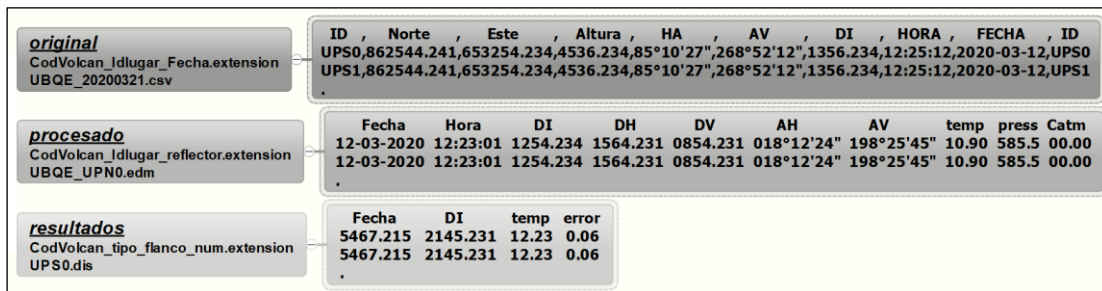 original
CodVolcan_Idlugar_Fecha.extension
UBQE_20200321.csv
ID , Norte , Este , Altura , HA , AV , DI , HORA , FECHA , ID
UPS0,862544.241,653254.234,4536.234,85°10'27",268°52'12",1356.234,12:25:12,2020-03-12,UPS0
UPS1,862544.241,653254.234,4536.234,85°10'27",268°52'12",1356.234,12:25:12,2020-03-12,UPS1
.
procesado
CodVolcan_Idlugar_reflector.extension
UBQE_UPN0.edm
Fecha Hora DI DH DV AH AV temp press Catm
12-03-2020 12:23:01 1254.234 1564.231 0854.231 018°12'24" 198°25'45" 10.90 585.5 00.00
12-03-2020 12:23:01 1254.234 1564.231 0854.231 018°12'24" 198°25'45" 10.90 585.5 00.00
.
resultados
CodVolcan_tipo_flanco_num.extension
UPS0.dis
Fecha DI temp error
5467.215 2145.231 12.23 0.06
5467.215 2145.231 12.23 0.06
.